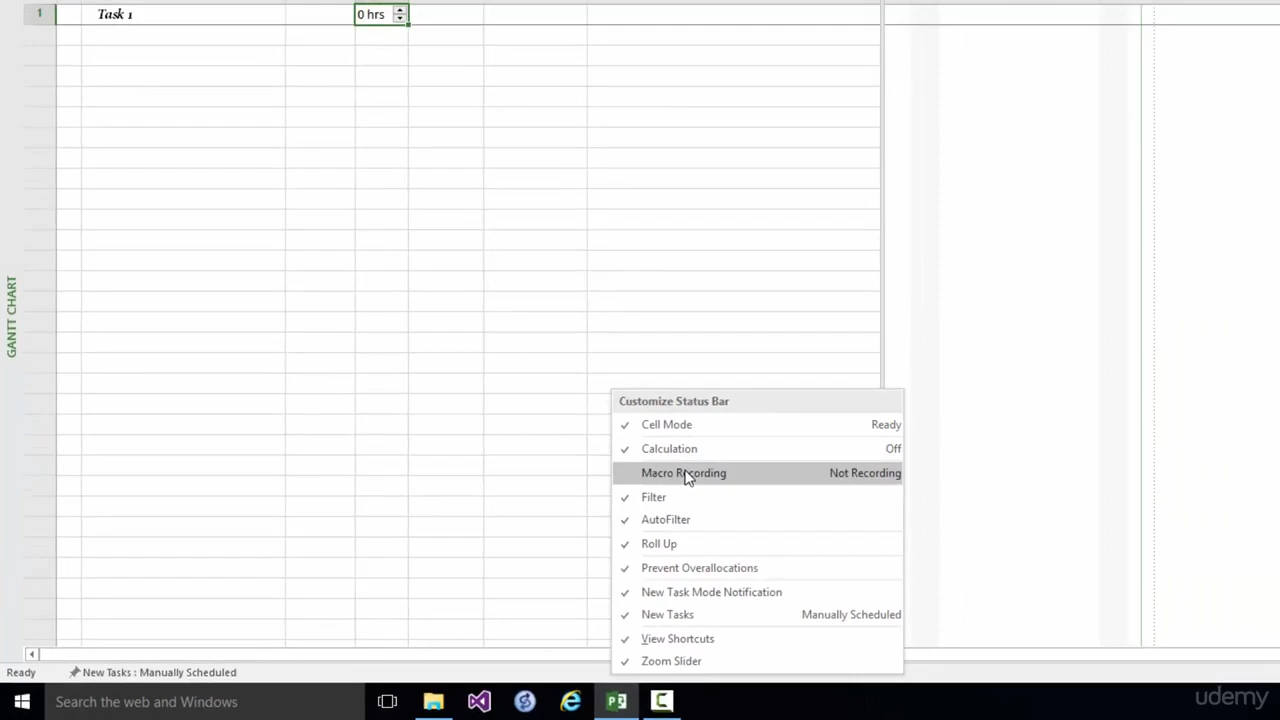 1 Task 1 0 hrs
GANTT CHART
Customize Status Bar
Cell Mode Ready
Calculation Off
Macro Recording Not Recording
Filter
AutoFilter
Roll Up
Prevent Overallocations
New Task Mode Notification
New Tasks Manually Scheduled
View Shortcuts
Zoom Slider
Ready New Tasks : Manually Scheduled
Search the web and Windows
udemy